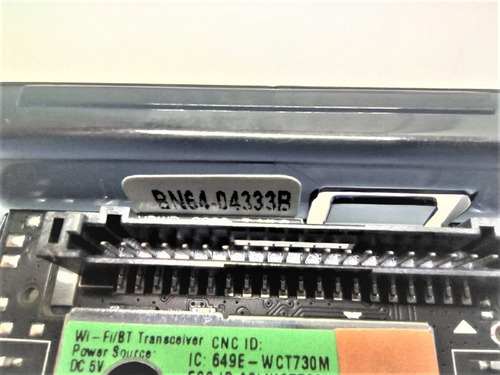 BN64-04333B
Wi-Fi/BT Transceiver CNC ID:
Power Source: IC: 649E-WCT730M
DC 5V